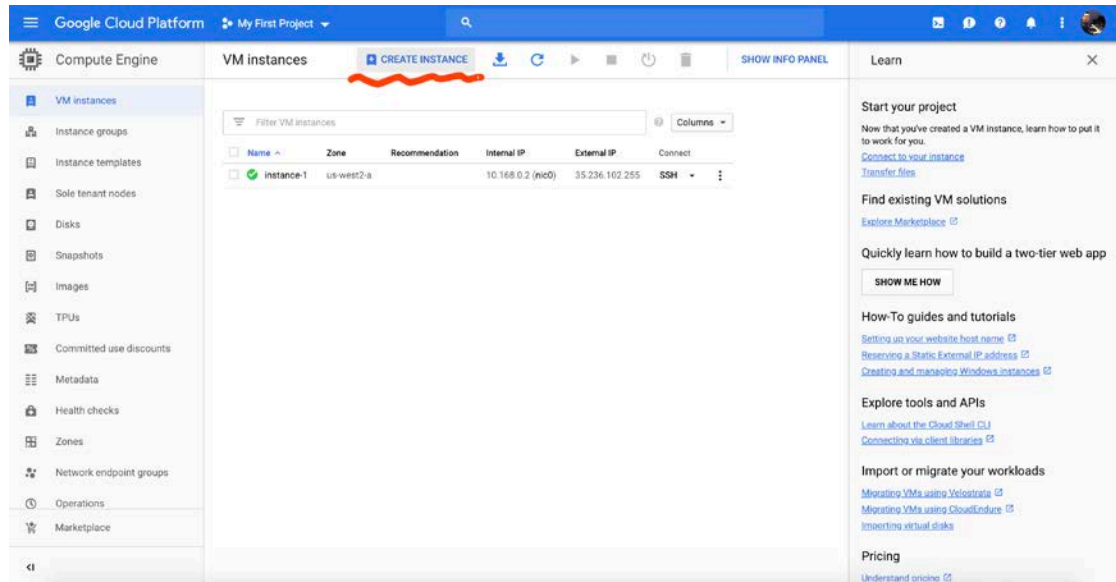 Google Cloud Platform
My First Project
Compute Engine
VM instances
CREATE INSTANCE
SHOW INFO PANEL
Learn
VM instances
Instance groups
Instance templates
Sole tenant nodes
Disks
Snapshots
Images
TPUs
Committed use discounts
Metadata
Health checks
Zones
Network endpoint groups
Operations
Marketplace
Filter VM instances
Columns
Name Zone Recommendation Internal IP External IP Connect
instance-1 us-west2-a 10.168.0.2 (nic0) 35.236.102.255 SSH
Start your project
Now that you've created a VM instance, learn how to put it
to work for you.
Connect to your instance
Transfer files
Find existing VM solutions
Explore Marketplace
Quickly learn how to build a two-tier web app
SHOW ME HOW
How-To guides and tutorials
Setting up your website host name
Reserving a Static External IP address
Creating and managing Windows instances
Explore tools and APIs
Learn about the Cloud Shell CLI
Connecting via client libraries
Import or migrate your workloads
Migrating VMs using Velostrata
Migrating VMs using CloudEndure
Importing virtual disks
Pricing
Understand pricing